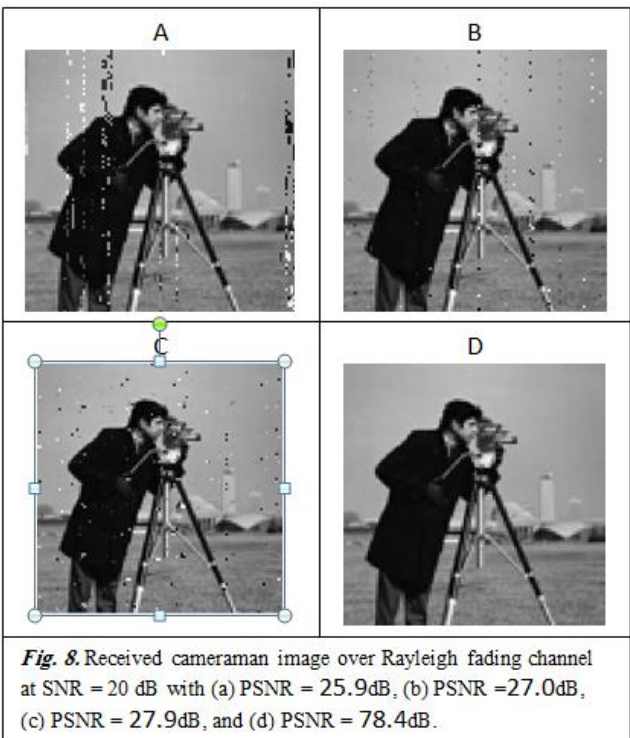 A
B
C
D
Fig. 8. Received cameraman image over Rayleigh fading channel
at SNR = 20 dB with (a) PSNR = 25.9dB, (b) PSNR =27.0dB,
(c) PSNR = 27.9dB, and (d) PSNR = 78.4dB.